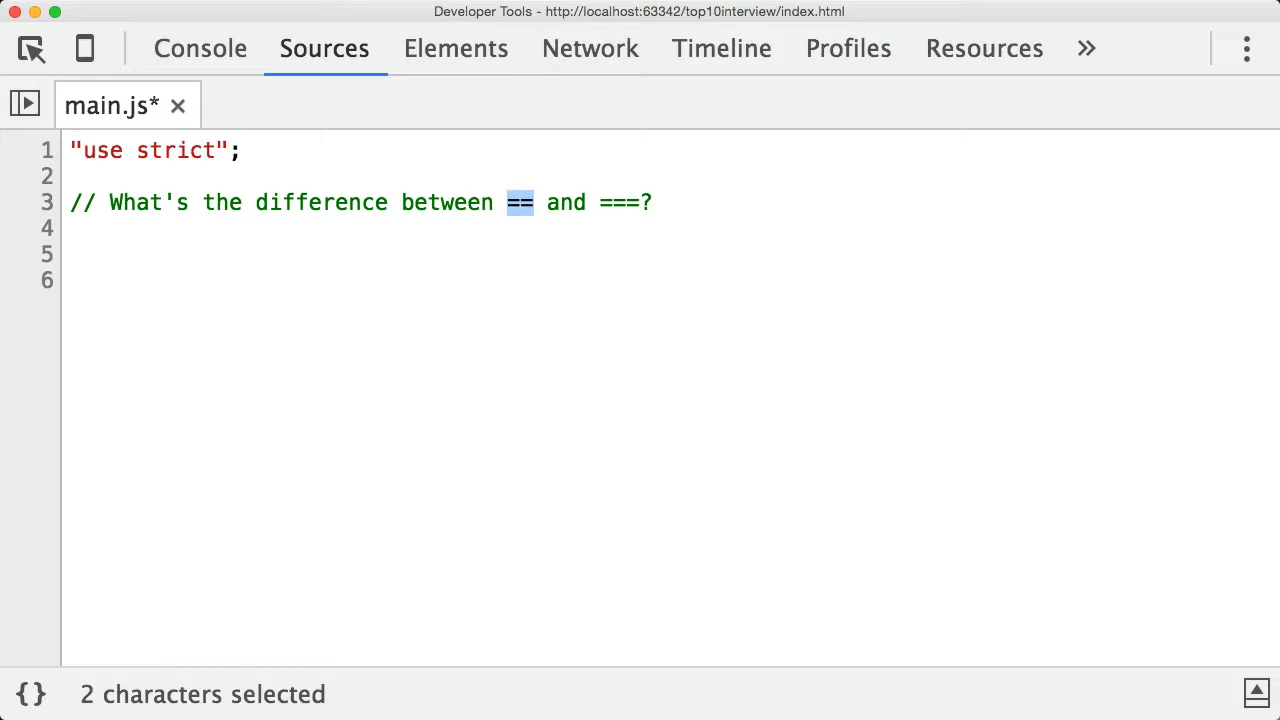 Developer Tools - http://localhost:63342/top10interview/index.html
Console Sources Elements Network Timeline Profiles Resources »
main.js* ×
1 "use strict";
2
3 // What's the difference between == and ===?
4
5
6
{} 2 characters selected